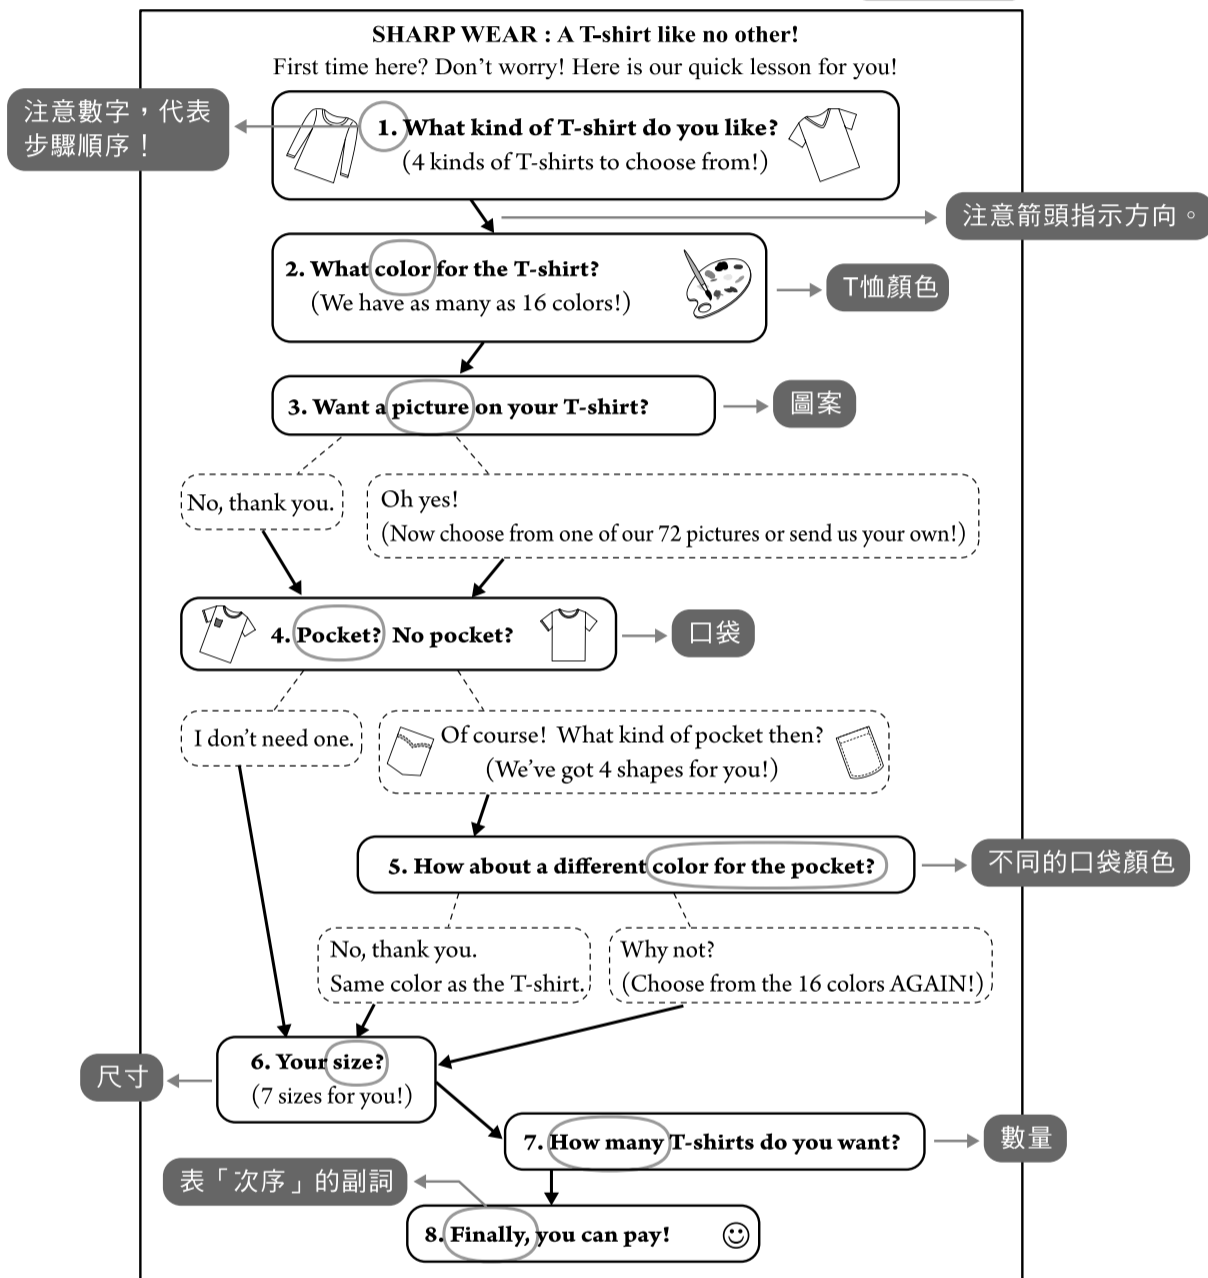 SHARP WEAR : A T-shirt like no other!
First time here? Don't worry! Here is our quick lesson for you!
注意數字，代表
步驟順序！
1. What kind of T-shirt do you like?
(4 kinds of T-shirts to choose from!)
注意箭頭指示方向。
2. What color for the T-shirt?
(We have as many as 16 colors!)
T恤顏色
3. Want a picture on your T-shirt?
圖案
No, thank you.
Oh yes!
(Now choose from one of our 72 pictures or send us your own!)
4. Pocket? No pocket?
口袋
I don't need one.
Of course! What kind of pocket then?
(We've got 4 shapes for you!)
5. How about a different color for the pocket?
不同的口袋顏色
No, thank you.
Same color as the T-shirt.
Why not?
(Choose from the 16 colors AGAIN!)
尺寸
6. Your size?
(7 sizes for you!)
7. How many T-shirts do you want?
數量
表「次序」的副詞
8. Finally, you can pay!